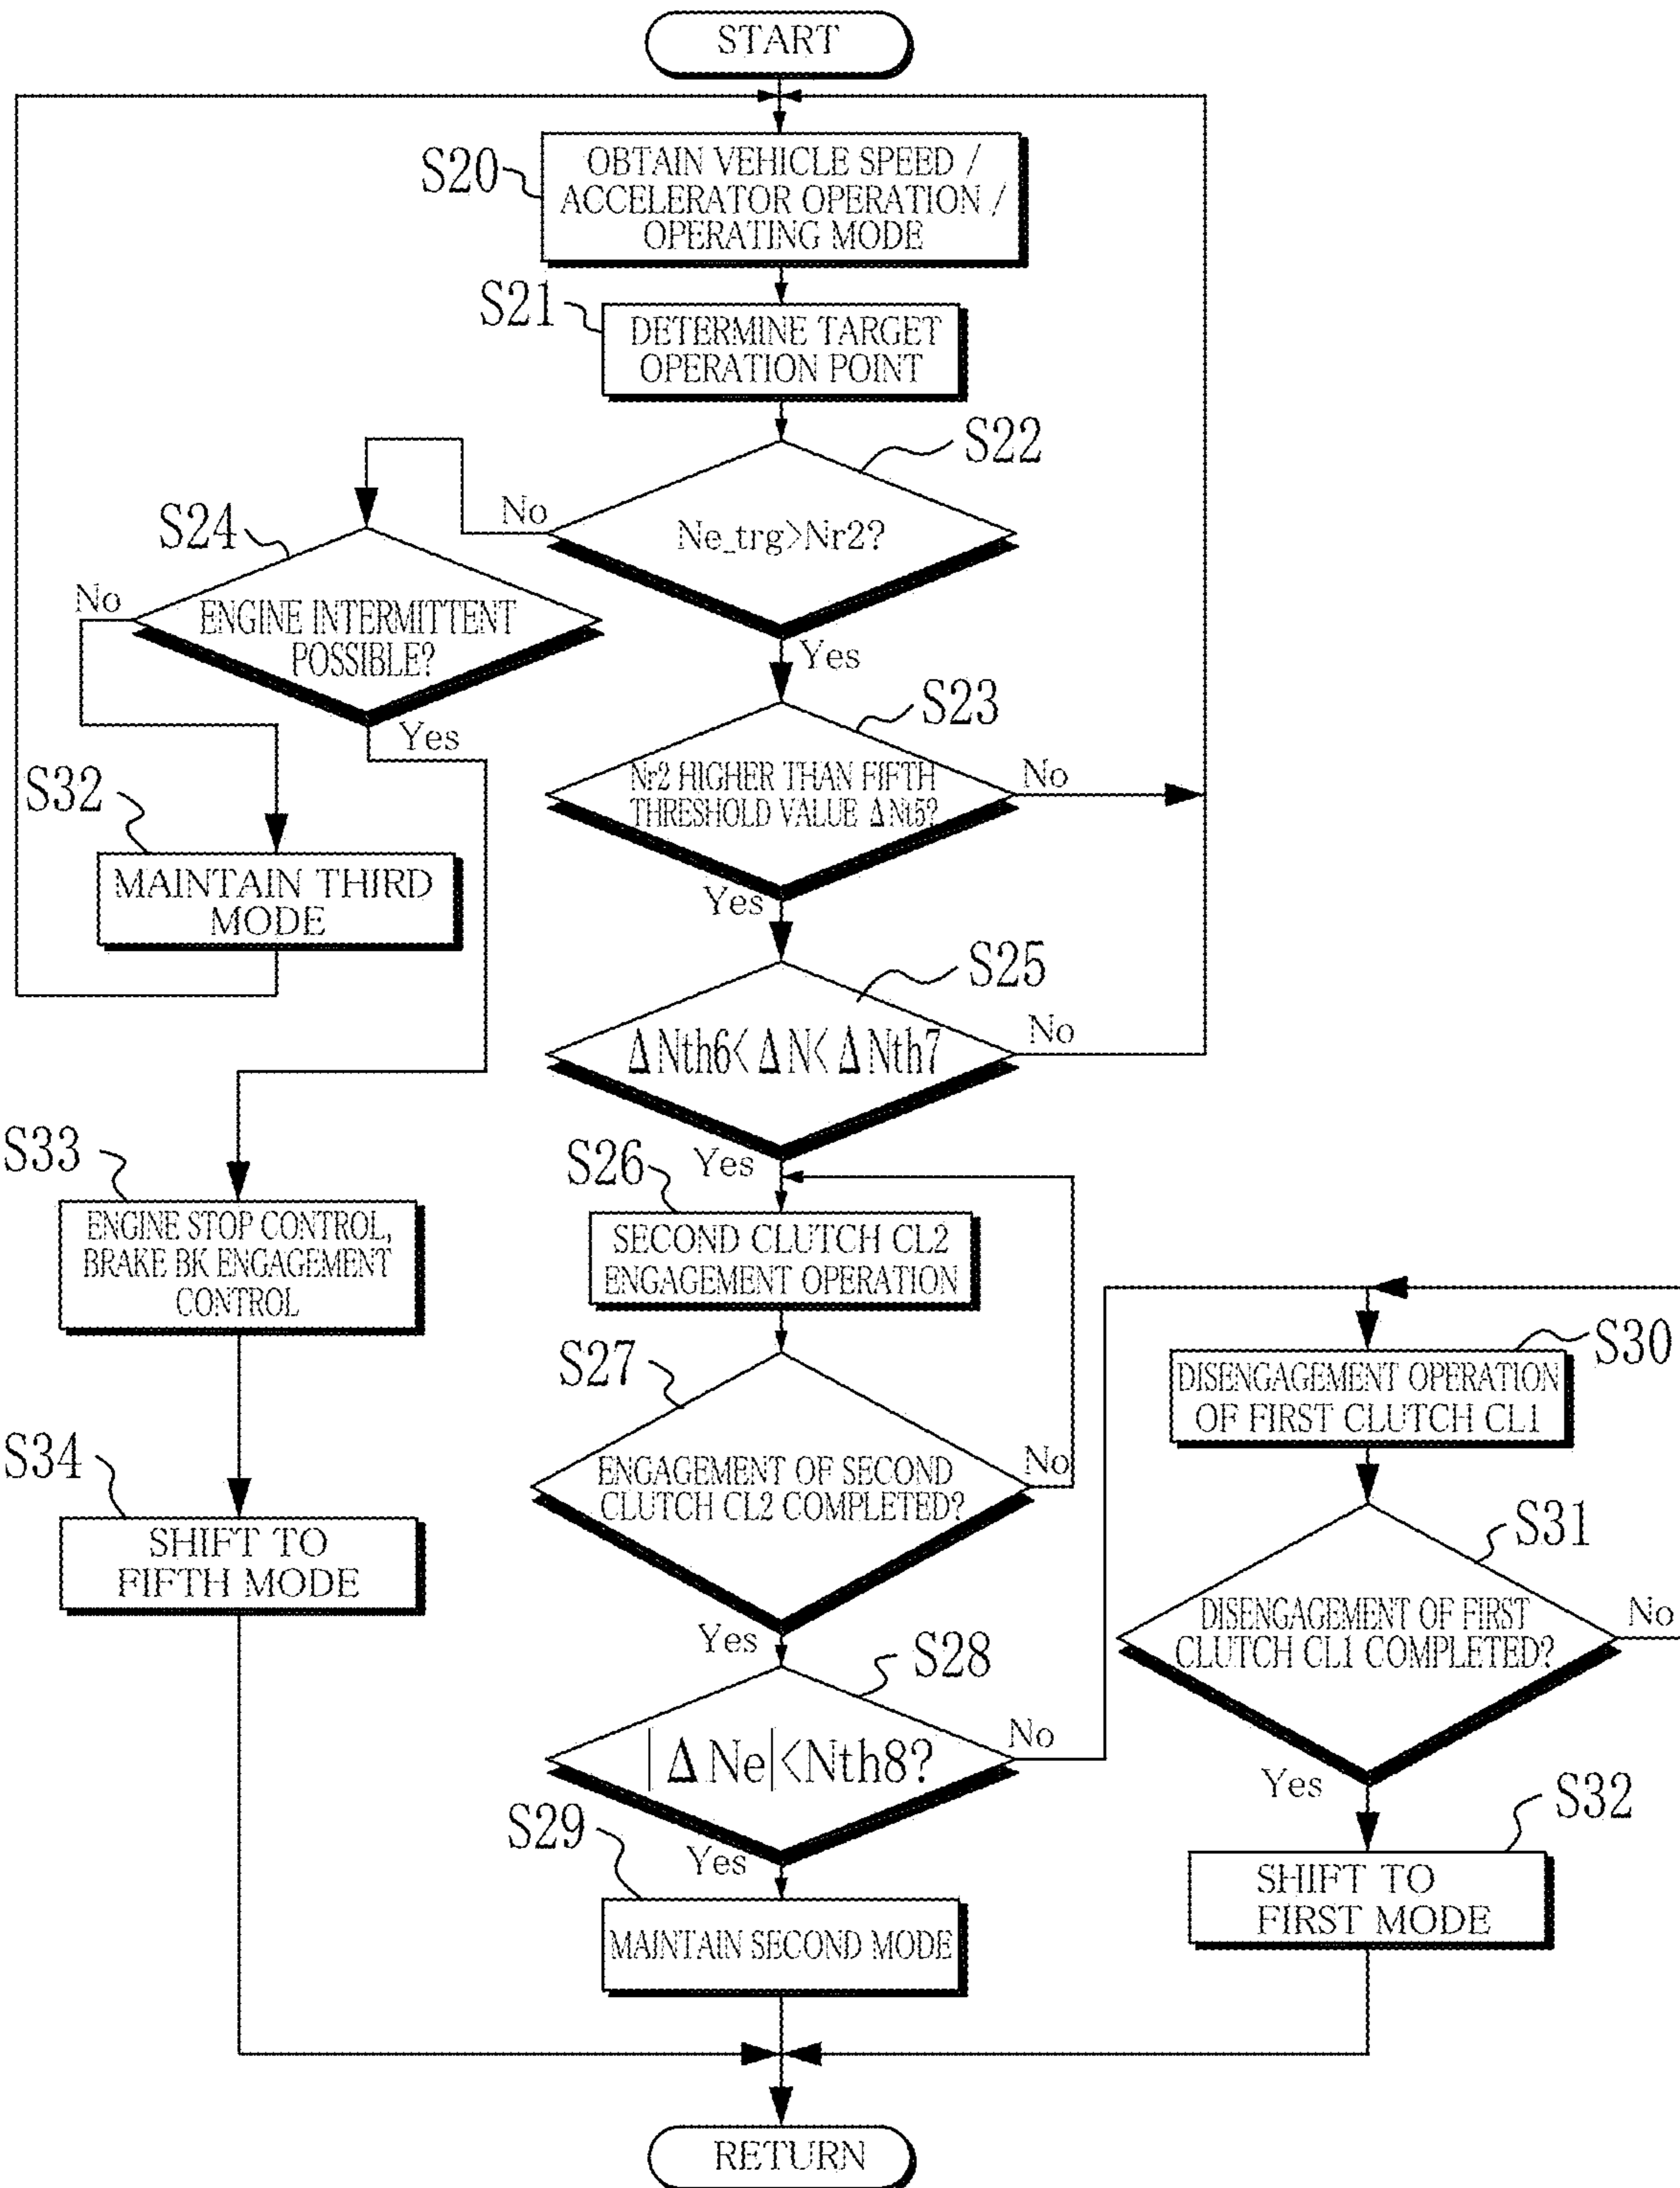 START
S20
OBTAIN VEHICLE SPEED /
ACCELERATOR OPERATION /
OPERATING MODE
S21
DETERMINE TARGET
OPERATION POINT
S22
Ne_trg>Nr2?
No
Yes
S24
ENGINE INTERMITTENT
POSSIBLE?
No
Yes
S23
Nr2 HIGHER THAN FIFTH
THRESHOLD VALUE ΔNt5?
No
Yes
S32
MAINTAIN THIRD
MODE
S25
ΔNth6<ΔN<ΔNth7
No
Yes
S33
ENGINE STOP CONTROL,
BRAKE BK ENGAGEMENT
CONTROL
S26
SECOND CLUTCH CL2
ENGAGEMENT OPERATION
S27
ENGAGEMENT OF SECOND
CLUTCH CL2 COMPLETED?
No
Yes
S30
DISENGAGEMENT OPERATION
OF FIRST CLUTCH CL1
S34
SHIFT TO
FIFTH MODE
S31
DISENGAGEMENT OF FIRST
CLUTCH CL1 COMPLETED?
No
Yes
S28
|ΔNe|<Nth8?
No
Yes
S29
MAINTAIN SECOND MODE
S32
SHIFT TO
FIRST MODE
RETURN